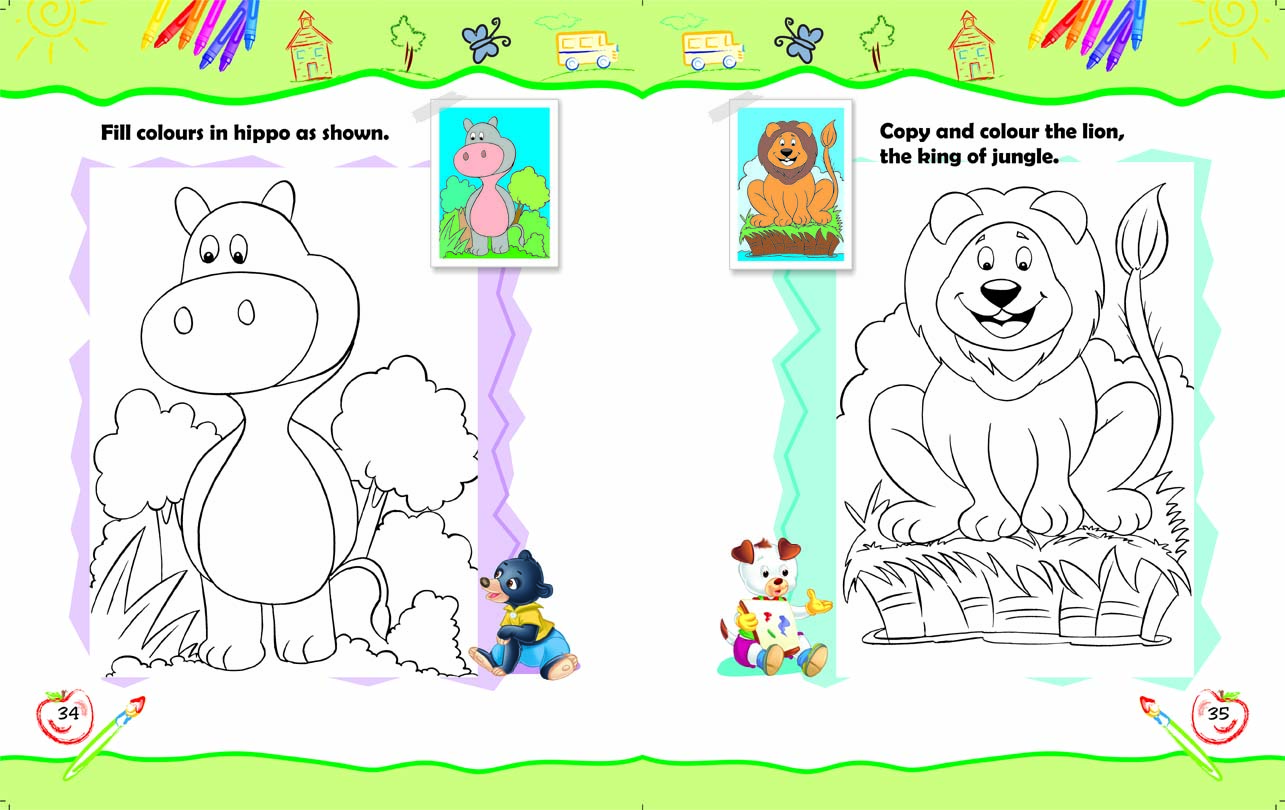 Fill colours in hippo as shown.
Copy and colour the lion,
the king of jungle.
34
35